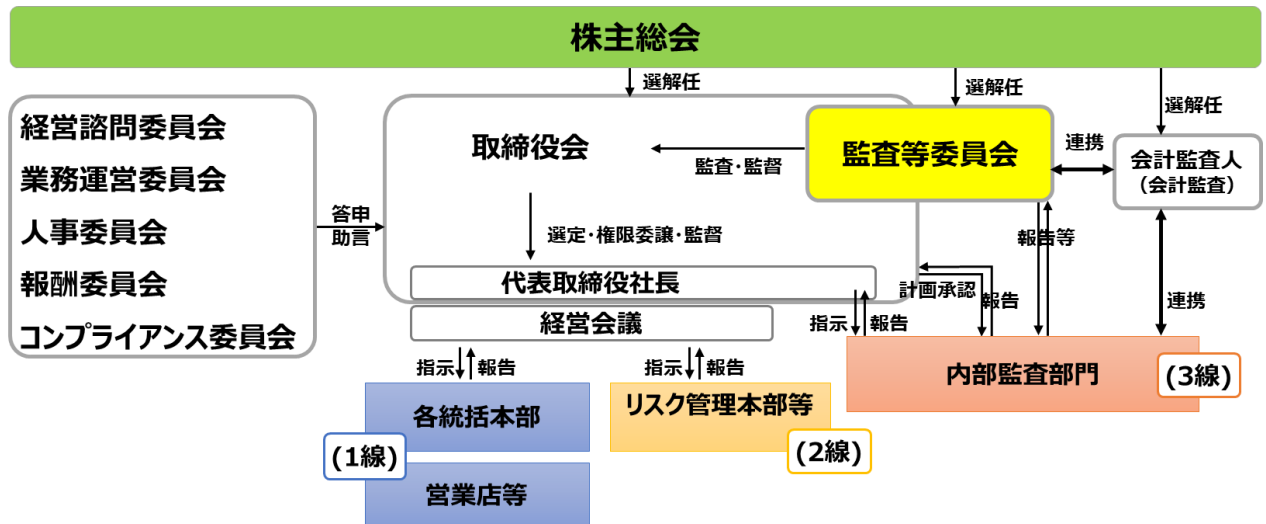 株主総会
選解任
選解任
選解任
経営諮問委員会
業務運営委員会
人事委員会
報酬委員会
コンプライアンス委員会
答申
助言
取締役会
監査・監督
監査等委員会
連携
会計監査人
（会計監査）
選定・権限委譲・監督
報告等
代表取締役社長
計画承認
報告
経営会議
指示
報告
連携
指示
報告
指示
報告
内部監査部門
(3線)
各統括本部
リスク管理本部等
(1線)
(2線)
営業店等